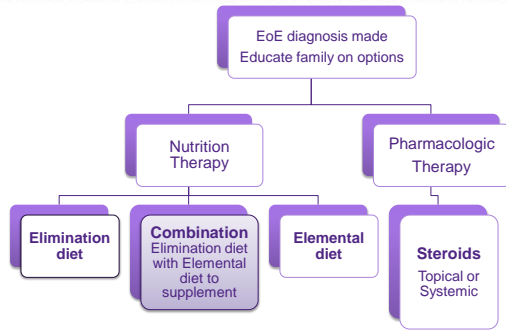 EoE diagnosis made
Educate family on options
Nutrition
Therapy
Pharmacologic
Therapy
Elimination
diet
Combination
Elimination diet
with Elemental
diet to
supplement
Elemental
diet
Steroids
Topical or
Systemic